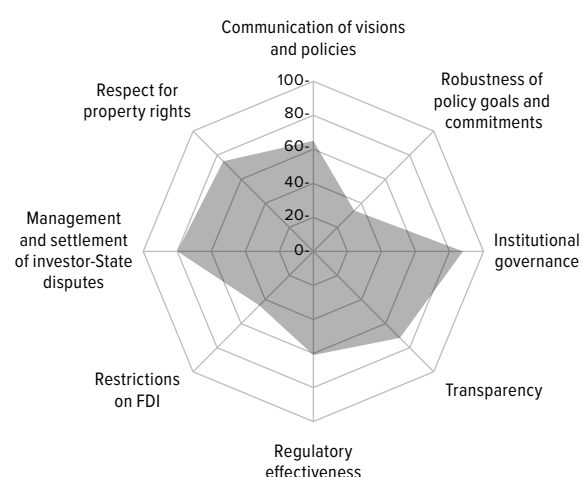 Communication of visions
and policies
Robustness of
policy goals and
commitments
Respect for
property rights
100-
80-
60-
40-
20-
0-
Management
and settlement
of investor-State
disputes
Institutional
governance
Restrictions
on FDI
Transparency
Regulatory
effectiveness